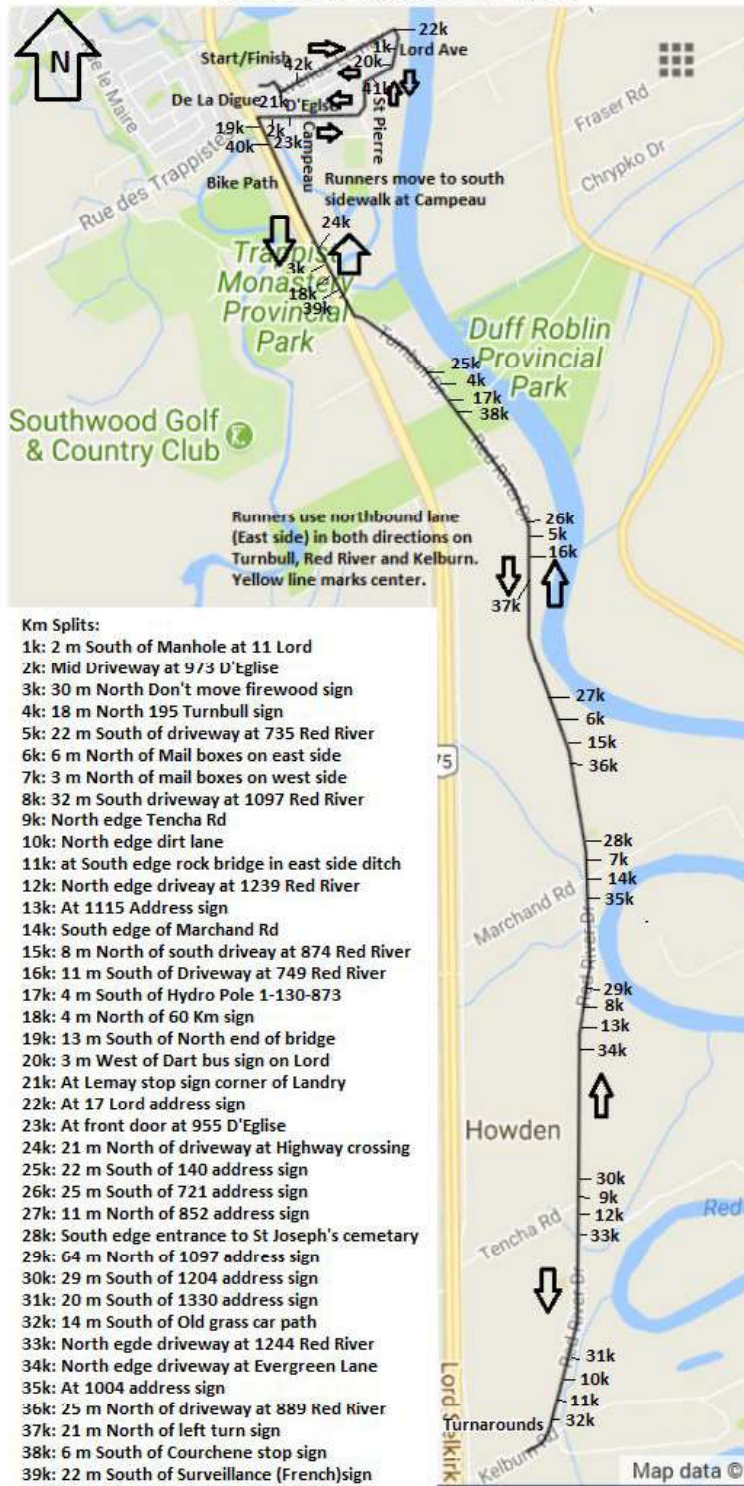 N
22k
1k
Lord Ave
Start/Finish
20k
42k
41k
De La Digue
21k
D'Eglise
St Pierre
19k
2k
40k
23k
Campeau
Fraser Rd
Chrypko Dr
Rue des Trappistes
Bike Path
Runners move to south
sidewalk at Campeau
24k
3k
Trappist
Monastery
Provincial
Park
18k
39k
Turnbull Dr
Duff Roblin
Provincial
Park
25k
4k
17k
38k
Southwood Golf
& Country Club
Red River Dr
Runners use northbound lane
(East side) in both directions on
Turnbull, Red River and Kelburn.
Yellow line marks center.
26k
5k
16k
37k
Km Splits:
1k: 2 m South of Manhole at 11 Lord
2k: Mid Driveway at 973 D'Eglise
3k: 30 m North Don't move firewood sign
4k: 18 m North 195 Turnbull sign
5k: 22 m South of driveway at 735 Red River
6k: 6 m North of Mail boxes on east side
7k: 3 m North of mail boxes on west side
8k: 32 m South driveway at 1097 Red River
9k: North edge Tencha Rd
10k: North edge dirt lane
11k: at South edge rock bridge in east side ditch
12k: North edge driveay at 1239 Red River
13k: At 1115 Address sign
14k: South edge of Marchand Rd
15k: 8 m North of south driveay at 874 Red River
16k: 11 m South of Driveway at 749 Red River
17k: 4 m South of Hydro Pole 1-130-873
18k: 4 m North of 60 Km sign
19k: 13 m South of North end of bridge
20k: 3 m West of Dart bus sign on Lord
21k: At Lemay stop sign corner of Landry
22k: At 17 Lord address sign
23k: At front door at 955 D'Eglise
24k: 21 m North of driveway at Highway crossing
25k: 22 m South of 140 address sign
26k: 25 m South of 721 address sign
27k: 11 m North of 852 address sign
28k: South edge entrance to St Joseph's cemetary
29k: 64 m North of 1097 address sign
30k: 29 m South of 1204 address sign
31k: 20 m South of 1330 address sign
32k: 14 m South of Old grass car path
33k: North egde driveway at 1244 Red River
34k: North edge driveway at Evergreen Lane
35k: At 1004 address sign
36k: 25 m North of driveway at 889 Red River
37k: 21 m North of left turn sign
38k: 6 m South of Courchene stop sign
39k: 22 m South of Surveillance (French)sign
75
27k
6k
15k
36k
28k
7k
14k
35k
Marchand Rd
Red River Dr
29k
8k
13k
34k
Howden
30k
9k
12k
33k
Tencha Rd
Red
Red River Dr
31k
10k
11k
32k
Turnarounds
Lord Selkirk
Kelburn Rd
Map data ©